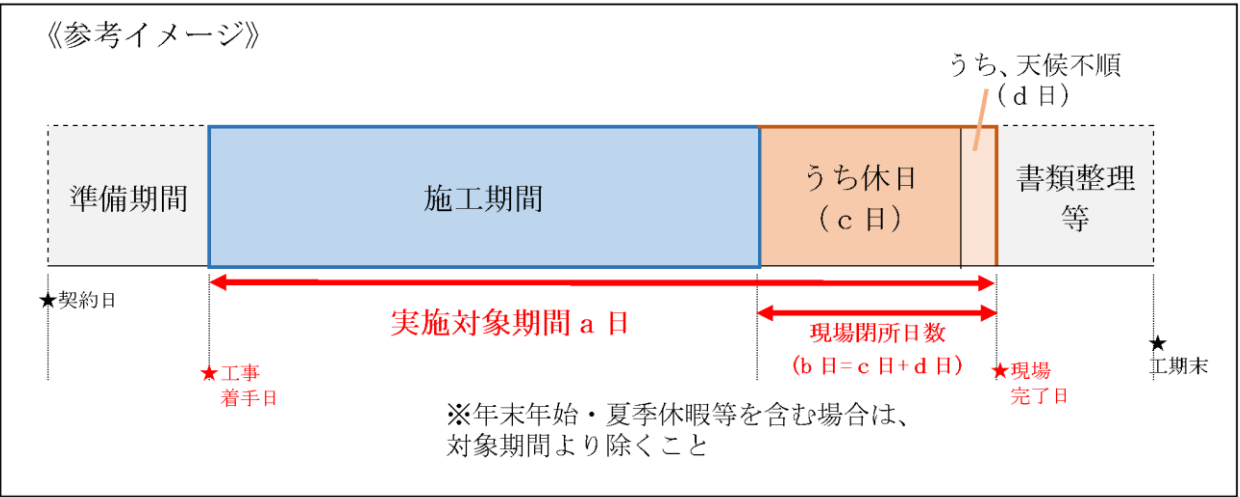 《参考イメージ》
うち、天候不順
(ｄ日)
準備期間
施工期間
うち休日
(ｃ日)
書類整理
等
★契約日
実施対象期間 a 日
現場閉所日数
(b 日=c 日+d 日)
★工事
着手日
★現場
完了日
★
工期末
※年末年始・夏季休暇等を含む場合は、
対象期間より除くこと